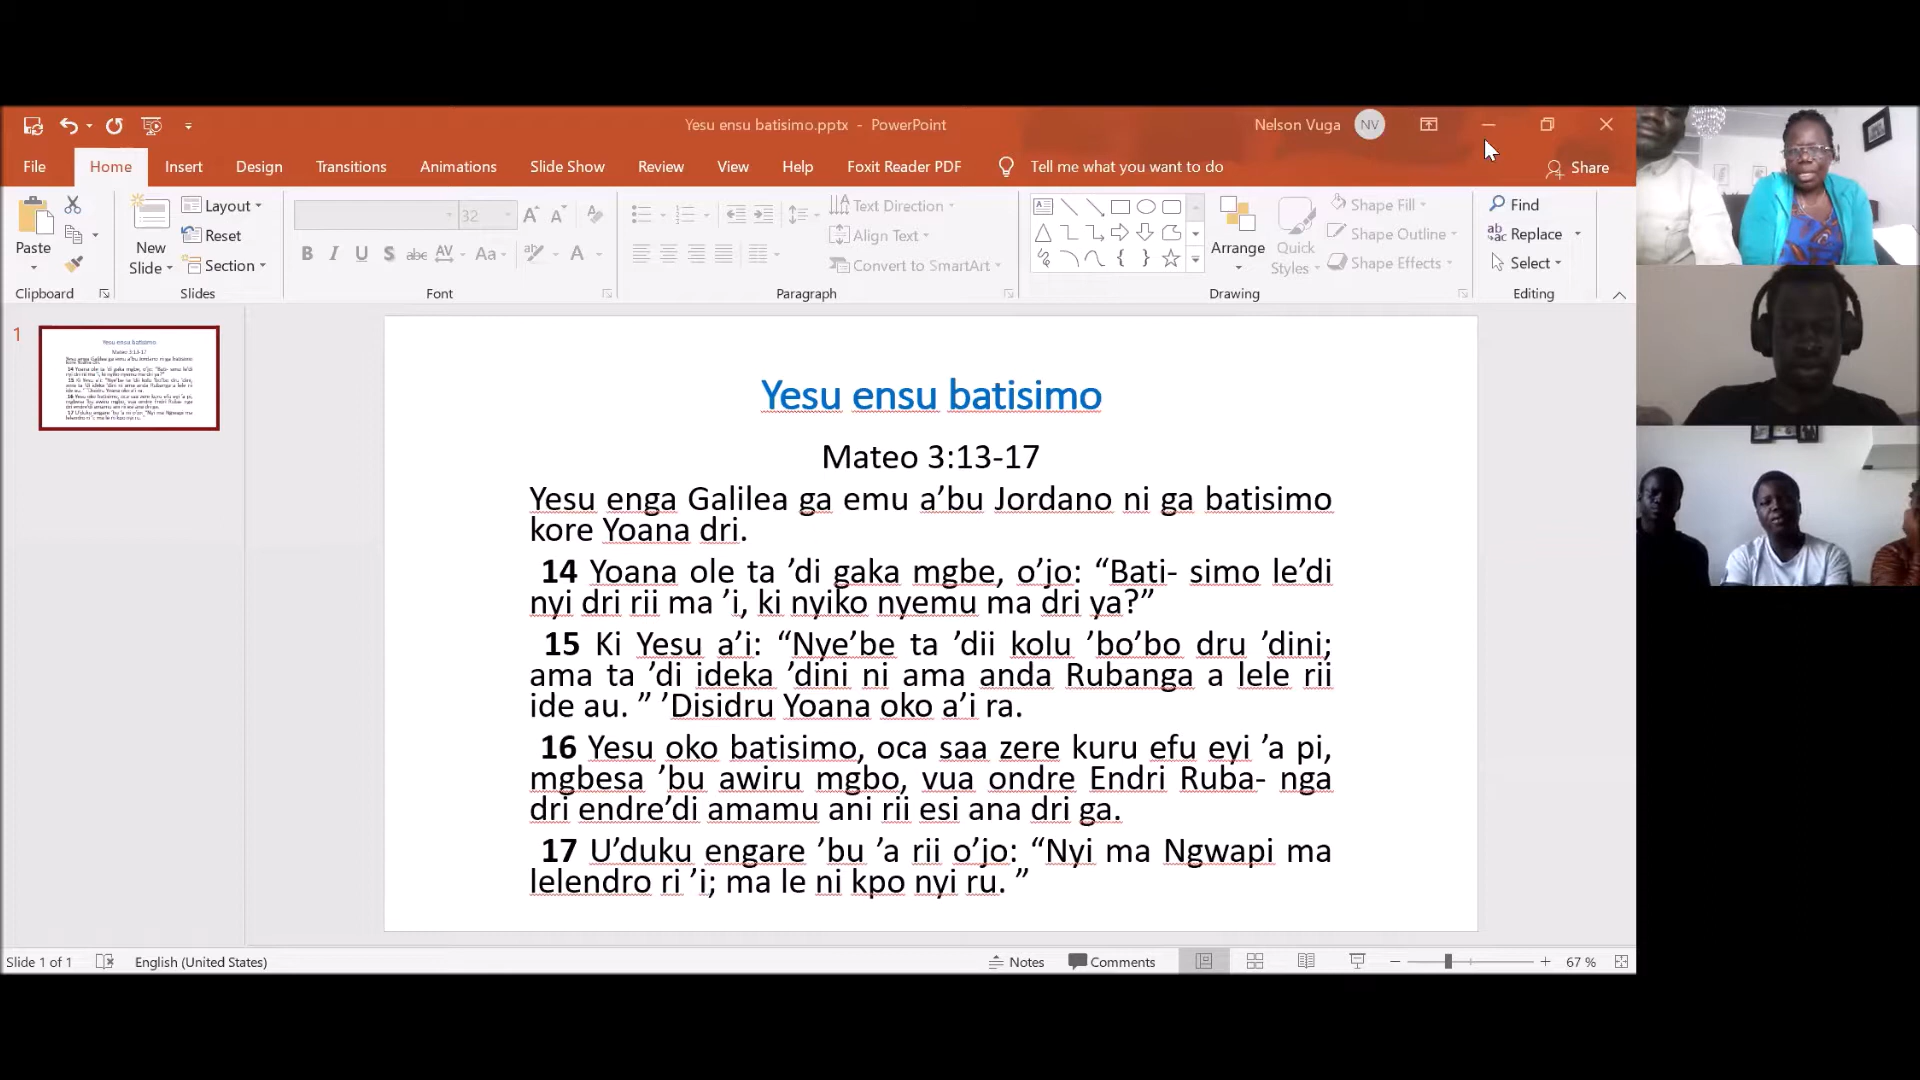 Yesu ensu batisimo.pptx - PowerPoint
Nelson Vuga NV
File Home Insert Design Transitions Animations Slide Show Review View Help Foxit Reader PDF Tell me what you want to do Share
Paste
Clipboard
New Slide
Layout
Reset
Section
Slides
32
B I U S abc AV Aa A
Font
Text Direction
Align Text
Convert to SmartArt
Paragraph
Arrange
Quick Styles
Shape Fill
Shape Outline
Shape Effects
Drawing
Find
Replace
Select
Editing
1
Yesu ensu batisimo
Mateo 3:13-17
Yesu enga Galilea ga emu a’bu Jordano ni ga batisimo
kore Yoana dri.
14 Yoana ole ta ’di gaka mgbe, o’jo: “Bati- simo le’di
nyi dri rii ma ’i, ki nyiko nyemu ma dri ya?”
15 Ki Yesu a’i: “Nye’be ta ’dii kolu ’bo’bo dru ’dini;
ama ta ’di ideka ’dini ni ama anda Rubanga a lele rii
ide au. ” ’Disidru Yoana oko a’i ra.
16 Yesu oko batisimo, oca saa zere kuru efu eyi ’a pi,
mgbesa ’bu awiru mgbo, vua ondre Endri Ruba- nga
dri endre’di amamu ani rii esi ana dri ga.
17 U’duku engare ’bu ’a rii o’jo: “Nyi ma Ngwapi ma
lelendro ri ’i; ma le ni kpo nyi ru. ”
Slide 1 of 1 English (United States) Notes Comments 67 %